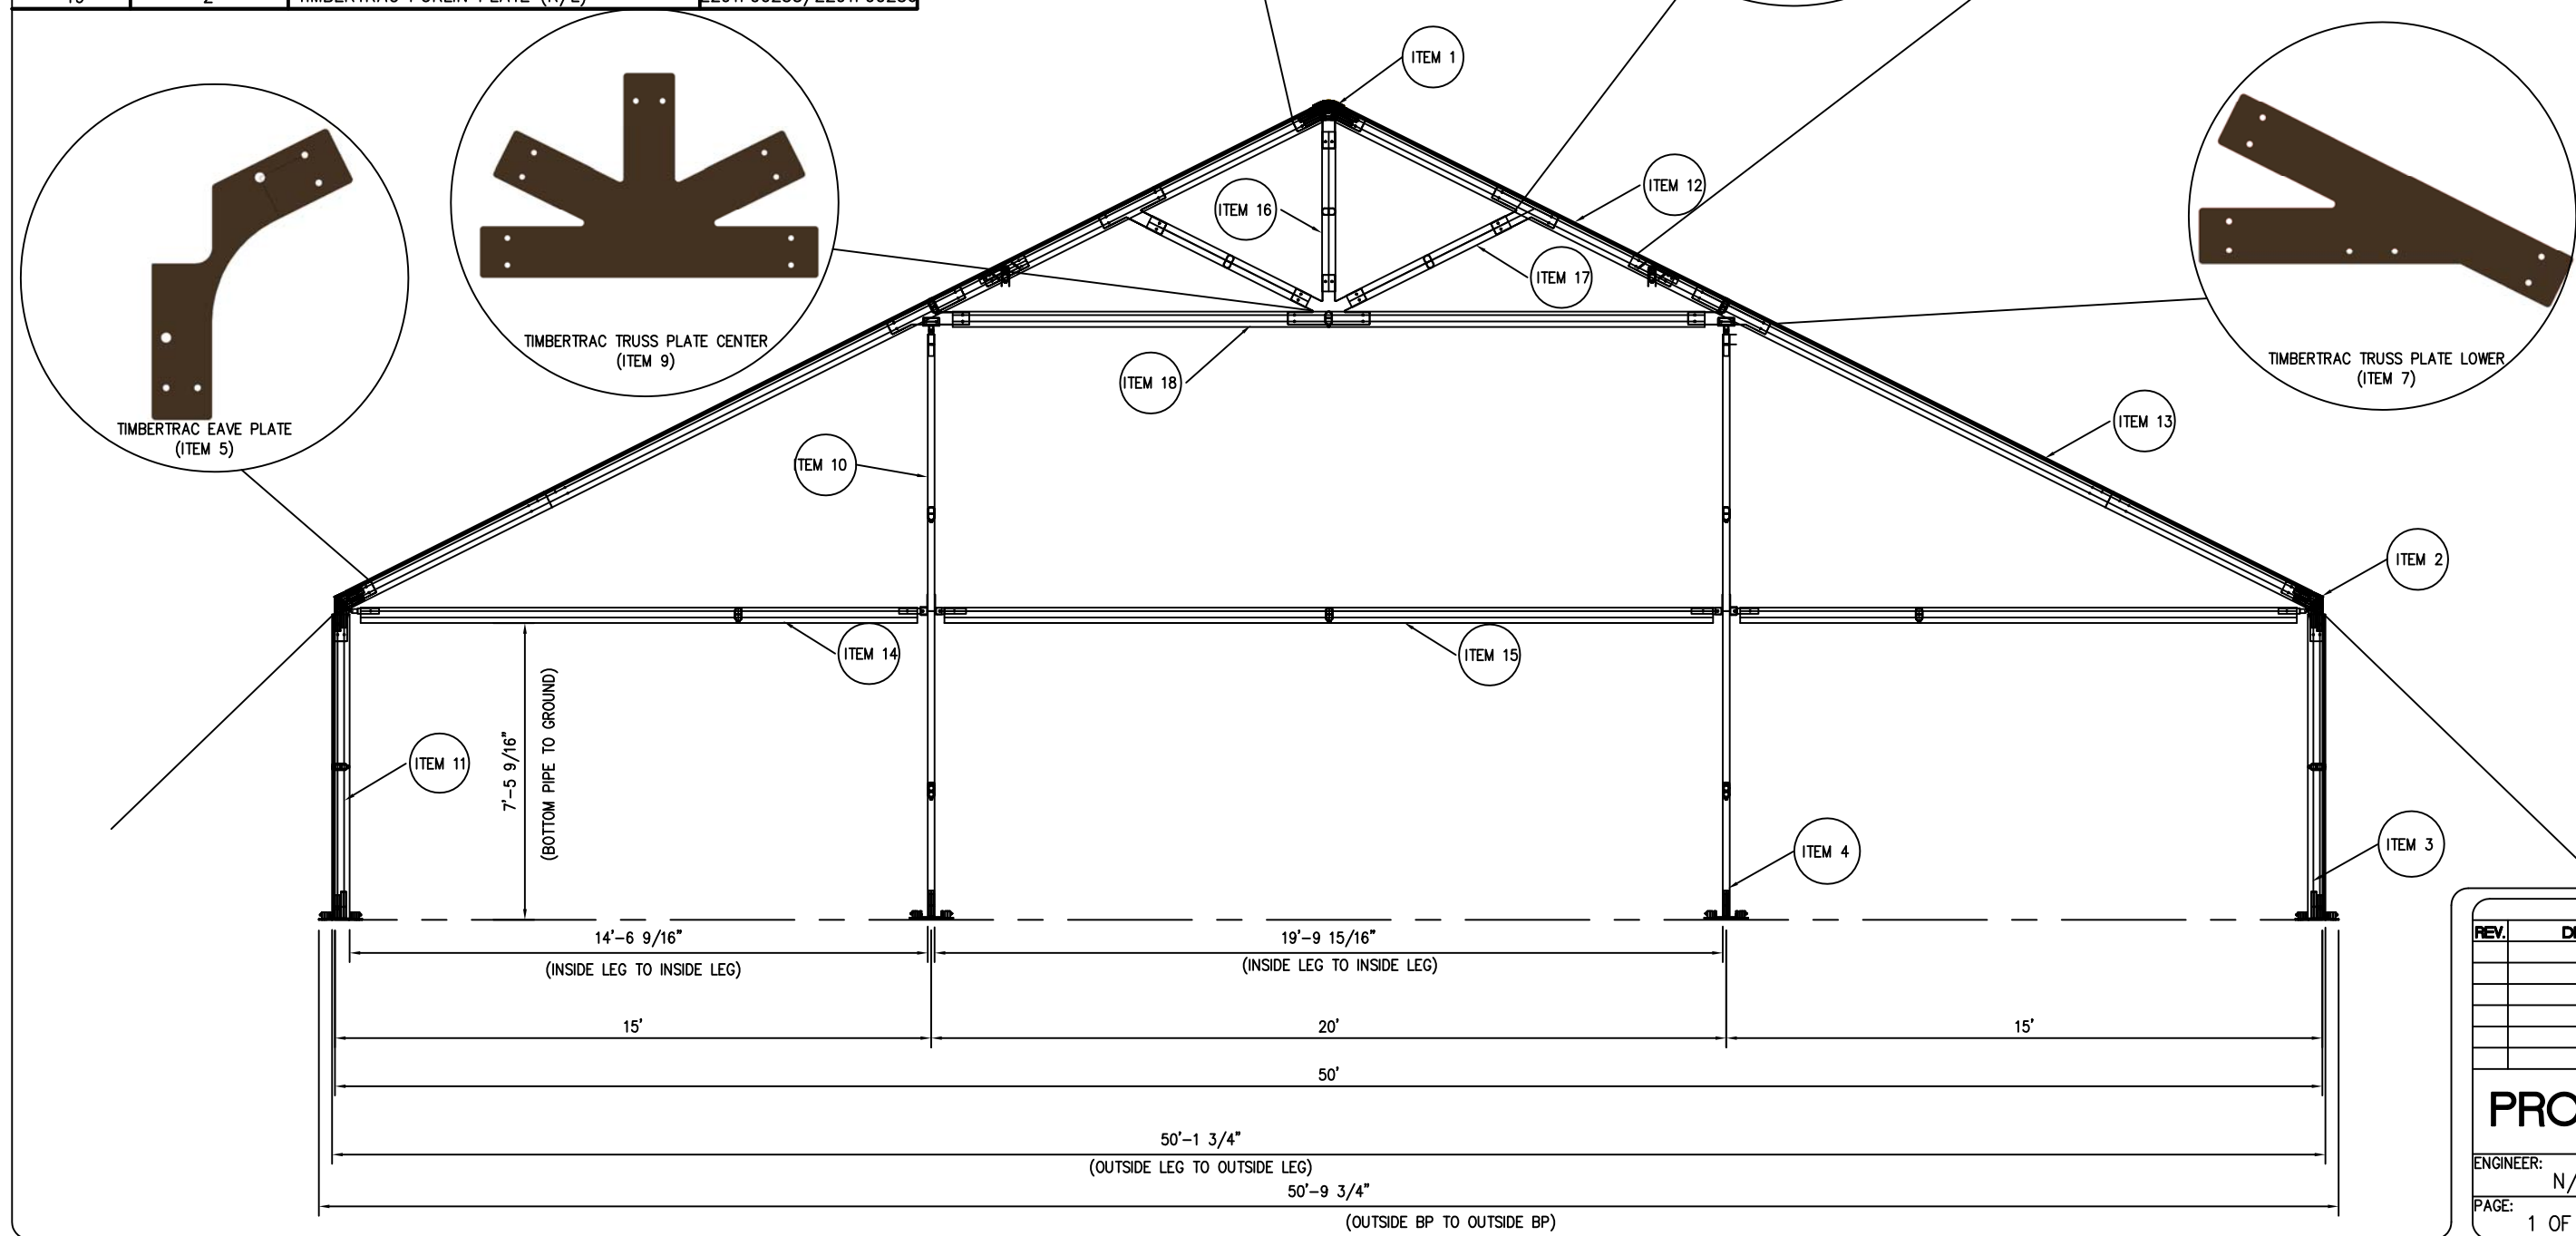 2
ITEM 1
ITEM 12
ITEM 16
ITEM 17
TIMBERTRAC TRUSS PLATE CENTER
(ITEM 9)
TIMBERTRAC TRUSS PLATE LOWER
(ITEM 7)
ITEM 18
TIMBERTRAC EAVE PLATE
(ITEM 5)
ITEM 13
ITEM 10
ITEM 2
ITEM 14
ITEM 15
ITEM 11
7'-5 9/16"
(BOTTOM PIPE TO GROUND)
ITEM 4
ITEM 3
14'-6 9/16"
(INSIDE LEG TO INSIDE LEG)
19'-9 15/16"
(INSIDE LEG TO INSIDE LEG)
15'
20'
15'
50'
50'-1 3/4"
(OUTSIDE LEG TO OUTSIDE LEG)
50'-9 3/4"
(OUTSIDE BP TO OUTSIDE BP)
REV.
PRO
ENGINEER:
N/
PAGE:
1 OF